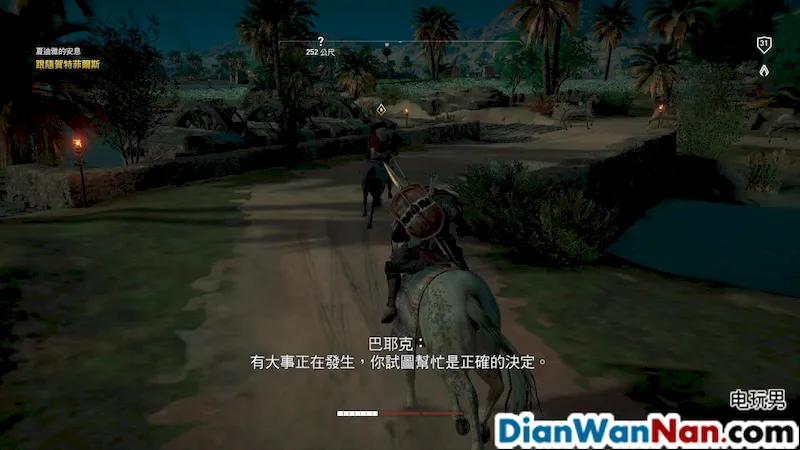 夏迪雅的安息
跟隨賀特菲爾斯
?
252 公尺
31
巴耶克：
有大事正在發生，你試圖幫忙是正確的決定。
电玩男
DianWanNan.com